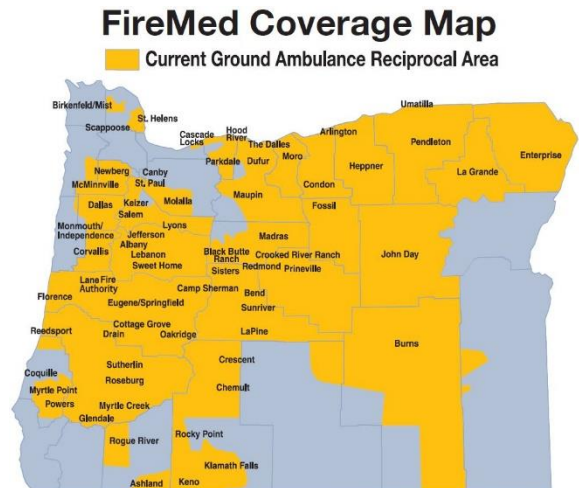 FireMed Coverage Map
Current Ground Ambulance Reciprocal Area
Birkenfeld/Mist
St. Helens
Scappoose
Cascade
Locks
Hood
River
The Dalles
Parkdale
Dufur
Moro
Arlington
Umatilla
Heppner
Pendleton
La Grande
Enterprise
Newberg
Canby
McMinnville
St. Paul
Dallas
Keizer
Salem
Molalla
Maupin
Condon
Fossil
Monmouth/
Independence
Corvallis
Jefferson
Albany
Lebanon
Sweet Home
Lyons
Madras
Black Butte
Ranch
Sisters
Crooked River Ranch
Redmond
Prineville
John Day
Lane Fire
Authority
Florence
Eugene/Springfield
Camp Sherman
Bend
Sunriver
Reedsport
Cottage Grove
Drain
Oakridge
LaPine
Burns
Coquille
Sutherlin
Roseburg
Crescent
Chemult
Myrtle Point
Powers
Myrtle Creek
Glendale
Rogue River
Rocky Point
Klamath Falls
Ashland
Keno